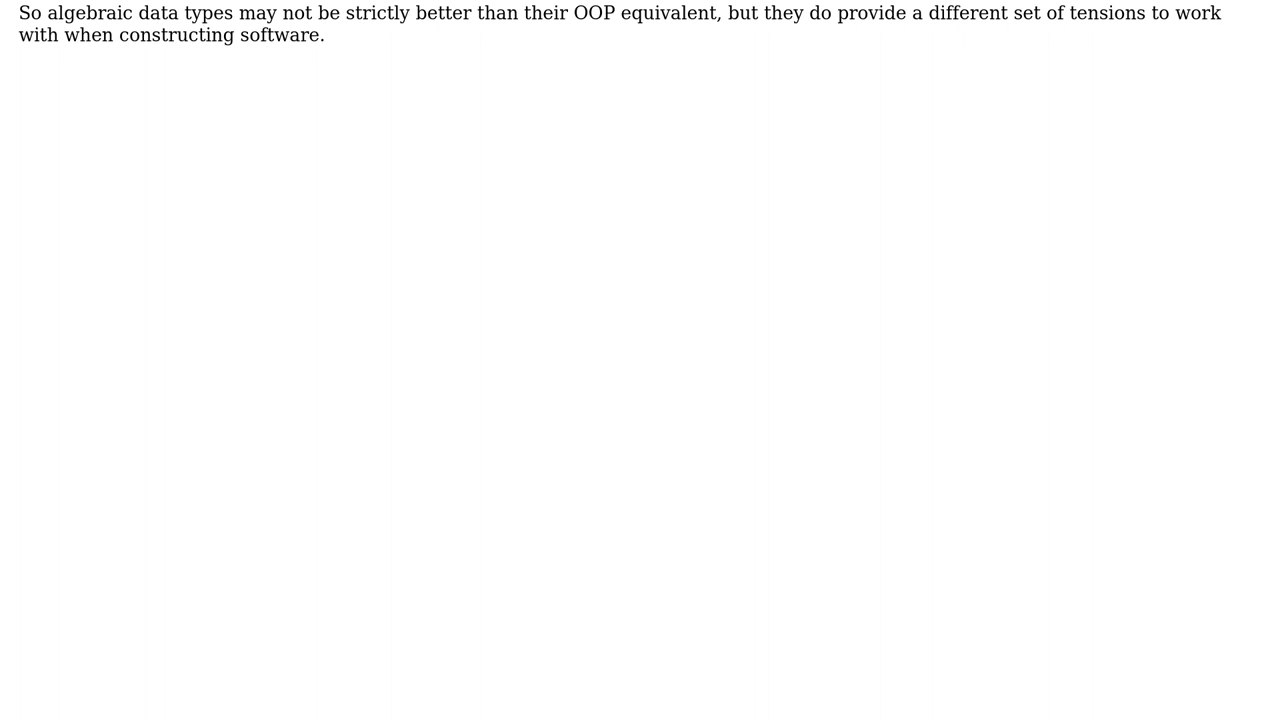 So algebraic data types may not be strictly better than their OOP equivalent, but they do provide a different set of tensions to work
with when constructing software.